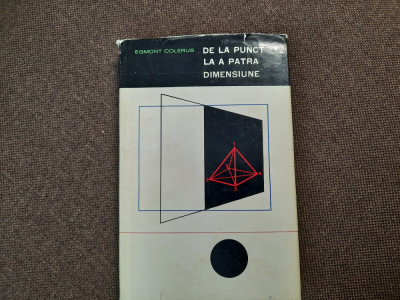 EGMONT COLERUS
DE LA PUNCT
LA A PATRA
DIMENSIUNE